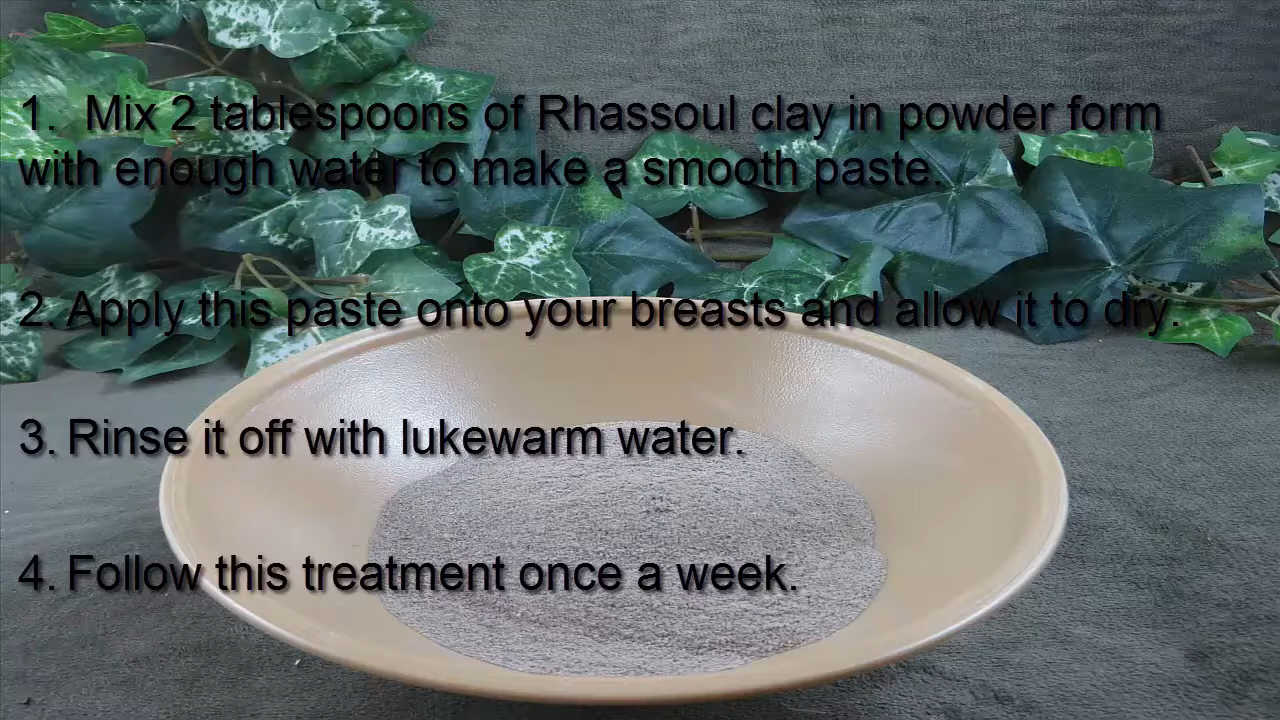 1. Mix 2 tablespoons of Rhassoul clay in powder form
with enough water to make a smooth paste.
2. Apply this paste onto your breasts and allow it to dry.
3. Rinse it off with lukewarm water.
4. Follow this treatment once a week.